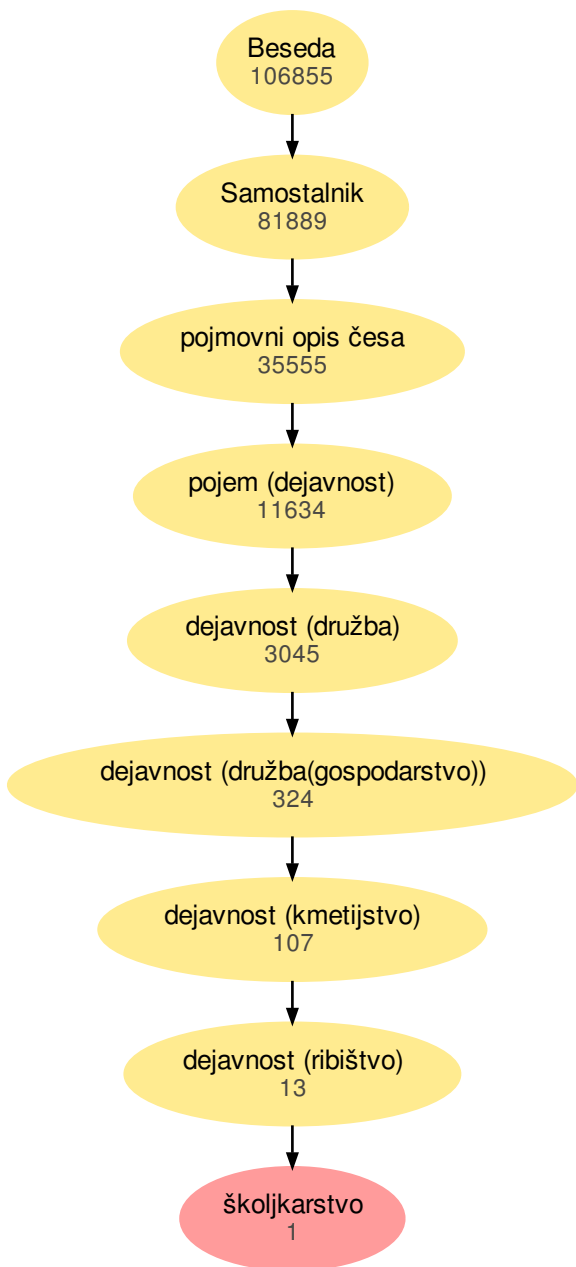 Beseda
106855
Samostalnik
81889
pojmovni opis česa
35555
pojem (dejavnost)
11634
dejavnost (družba)
3045
dejavnost (družba(gospodarstvo))
324
dejavnost (kmetijstvo)
107
dejavnost (ribištvo)
13
školjkarstvo
1